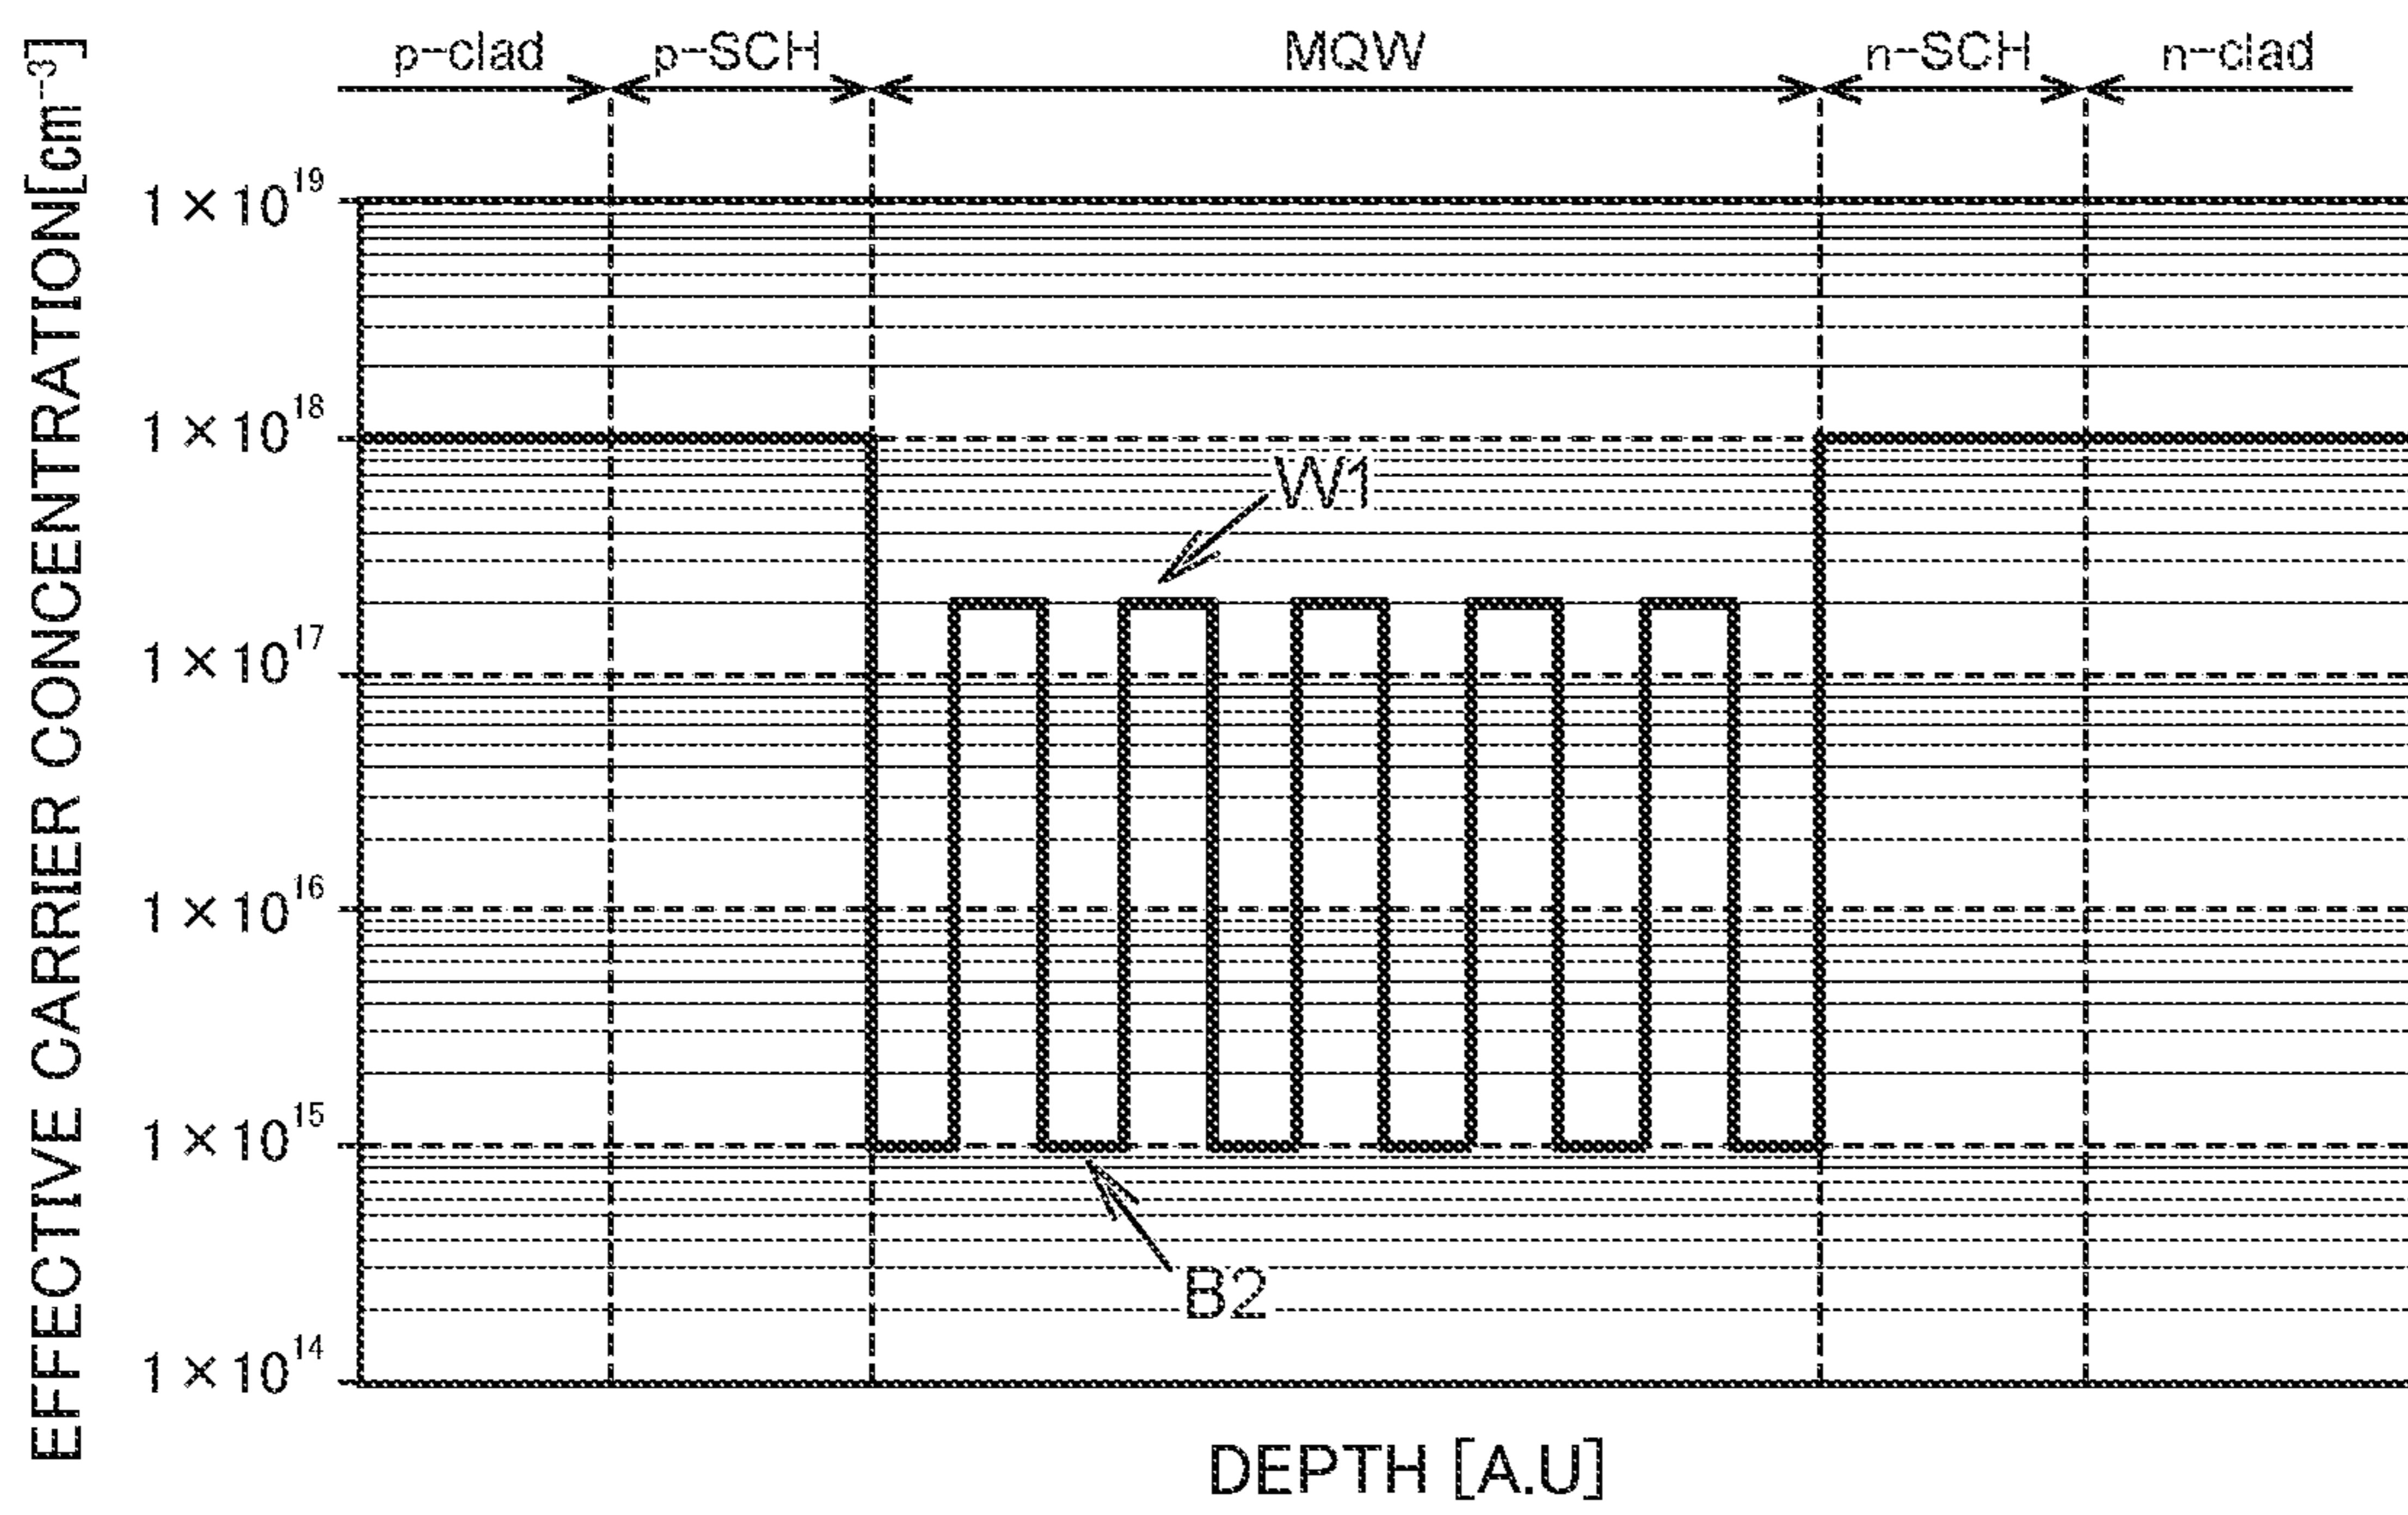 p-clad p-SCH MQW n-SCH n-clad
EFFECTIVE CARRIER CONCENTRATION[cm⁻³]
1×10¹⁹
1×10¹⁸
W1
1×10¹⁷
1×10¹⁶
1×10¹⁵
B2
1×10¹⁴
DEPTH [A.U]